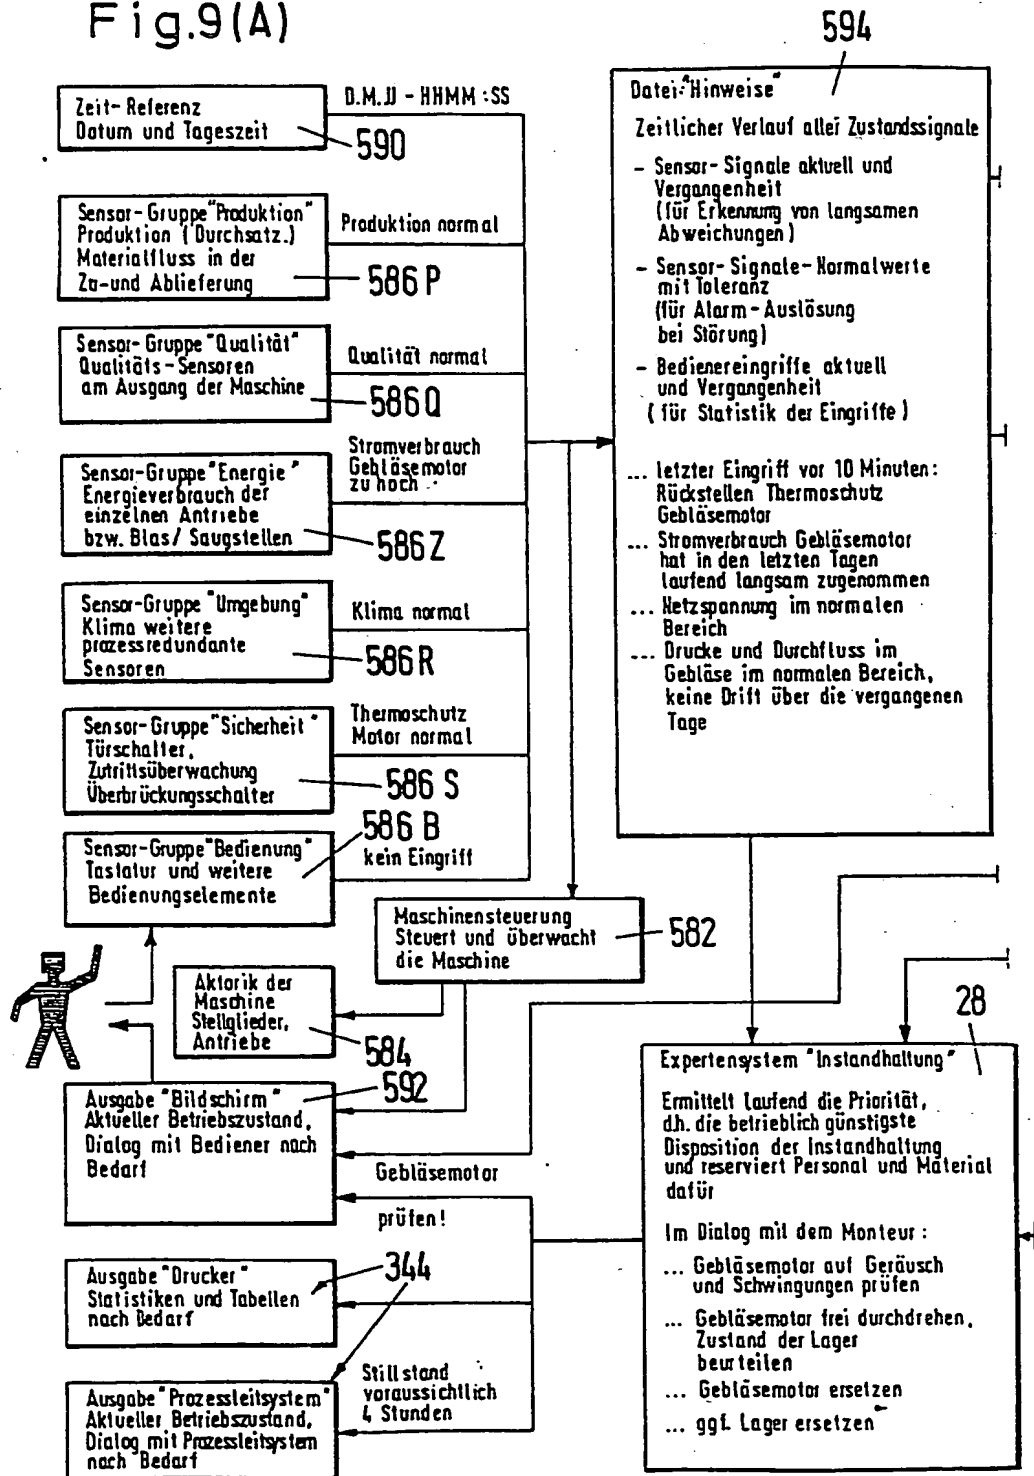 Fig.9(A)
594
Zeit-Referenz
Datum und Tageszeit
D.M.JJ - HHMM :SS
590
Sensor-Gruppe "Produktion"
Produktion (Durchsatz.)
Materialfluss in der
Zu-und Ablieferung
Produktion normal
586 P
Sensor-Gruppe "Qualität"
Qualitäts-Sensoren
am Ausgang der Maschine
Qualität normal
586 Q
Sensor-Gruppe "Energie"
Energieverbrauch der
einzelnen Antriebe
bzw. Blas/ Saugstellen
Stromverbrauch
Gebläsemotor
zu hoch
586 Z
Sensor-Gruppe "Umgebung"
Klima weitere
prozessredundante
Sensoren
Klima normal
586 R
Sensor-Gruppe "Sicherheit"
Türschalter,
Zutrittsüberwachung
Überbrückungsschalter
Thermoschutz
Motor normal
586 S
586 B
Sensor-Gruppe "Bedienung"
Tastatur und weitere
Bedienungselemente
kein Eingriff
Datei:"Hinweise"
Zeitlicher Verlauf aller Zustandssignale
- Sensor-Signale aktuell und
Vergangenheit
(für Erkennung von langsamen
Abweichungen)
- Sensor-Signale-Normalwerte
mit Toleranz
(für Alarm-Auslösung
bei Störung)
- Bedienereingriffe aktuell
und Vergangenheit
(für Statistik der Eingriffe)
... letzter Eingriff vor 10 Minuten:
Rückstellen Thermoschutz
Gebläsemotor
... Stromverbrauch Gebläsemotor
hat in den letzten Tagen
laufend langsam zugenommen
... Netzspannung im normalen
Bereich
... Drucke und Durchfluss im
Gebläse im normalen Bereich,
keine Drift über die vergangenen
Tage
Maschinensteuerung
Steuert und überwacht
die Maschine
582
Aktorik der
Maschine
Stellglieder,
Antriebe
584
592
Ausgabe "Bildschirm"
Aktueller Betriebszustand,
Dialog mit Bediener nach
Bedarf
Gebläsemotor
prüfen!
344
Ausgabe "Drucker"
Statistiken und Tabellen
nach Bedarf
Stillstand
voraussichtlich
4 Stunden
Ausgabe "Prozessleitsystem"
Aktueller Betriebszustand,
Dialog mit Prozessleitsystem
nach Bedarf
28
Expertensystem "Instandhaltung"
Ermittelt laufend die Priorität,
d.h. die betrieblich günstigste
Disposition der Instandhaltung
und reserviert Personal und Material
dafür
Im Dialog mit dem Monteur :
... Gebläsemotor auf Geräusch
und Schwingungen prüfen
... Gebläsemotor frei durchdrehen,
Zustand der Lager
beurteilen
... Gebläsemotor ersetzen
... ggf. Lager ersetzen